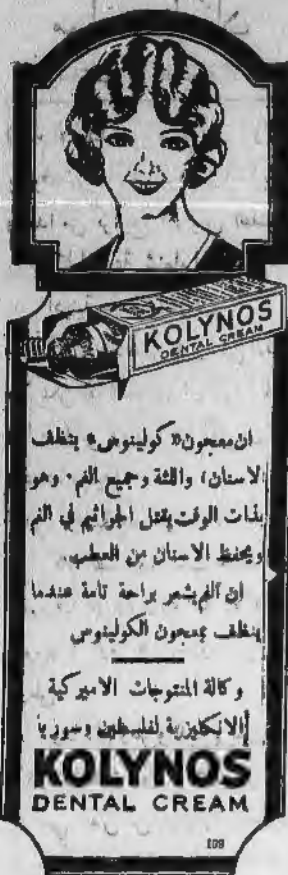 KOLYNOS
DENTAL CREAM
ان معجون «كولينوس» ينظف
الاسنان، واللثة وجميع الفم. وهو
بذات الوقت يقتل الجراثيم في الفم
ويحفظ الاسنان من العطب.
ان الفم يشعر براحة تامة عندما
ينظف بمعجون الكولينوس
وكالة المنتوجات الاميركية
الانكليزية لفلسطين وسوريا
KOLYNOS
DENTAL CREAM
109